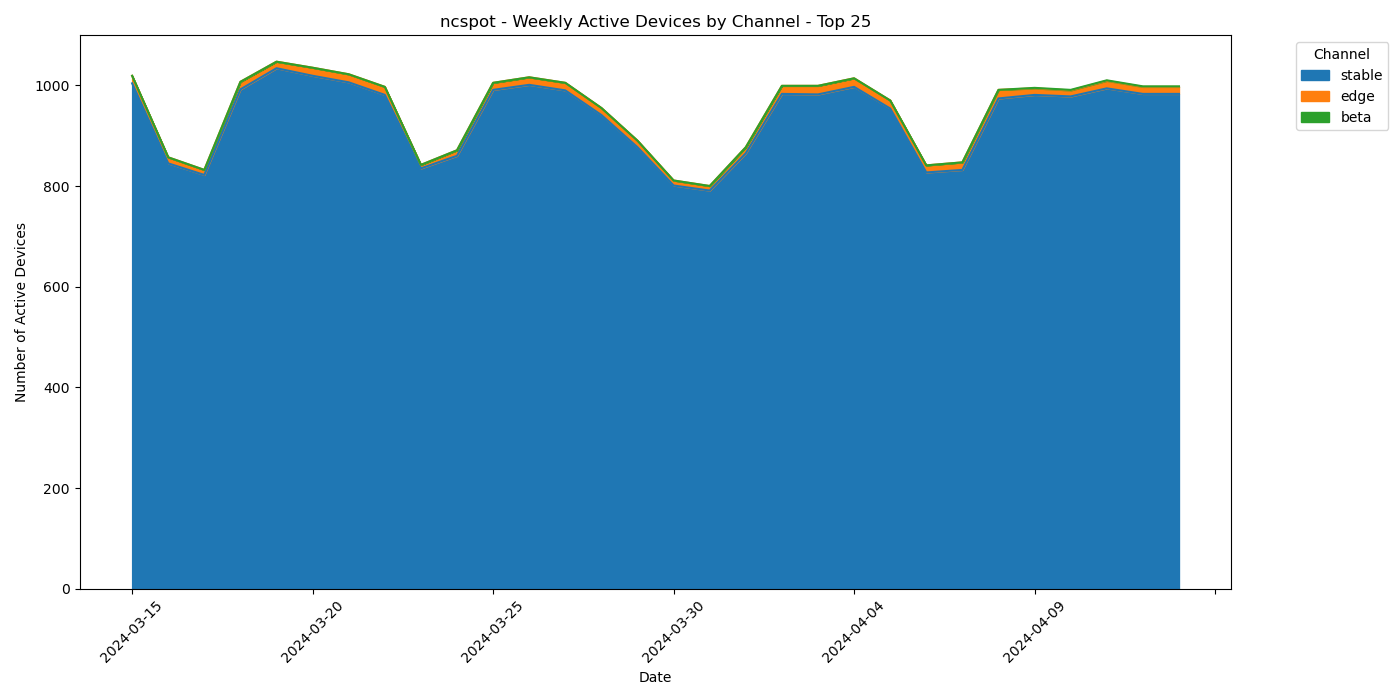 ncspot - Weekly Active Devices by Channel - Top 25
Channel
stable
edge
beta
Number of Active Devices
1000
800
600
400
200
0
2024-03-15
2024-03-20
2024-03-25
2024-03-30
2024-04-04
2024-04-09
Date